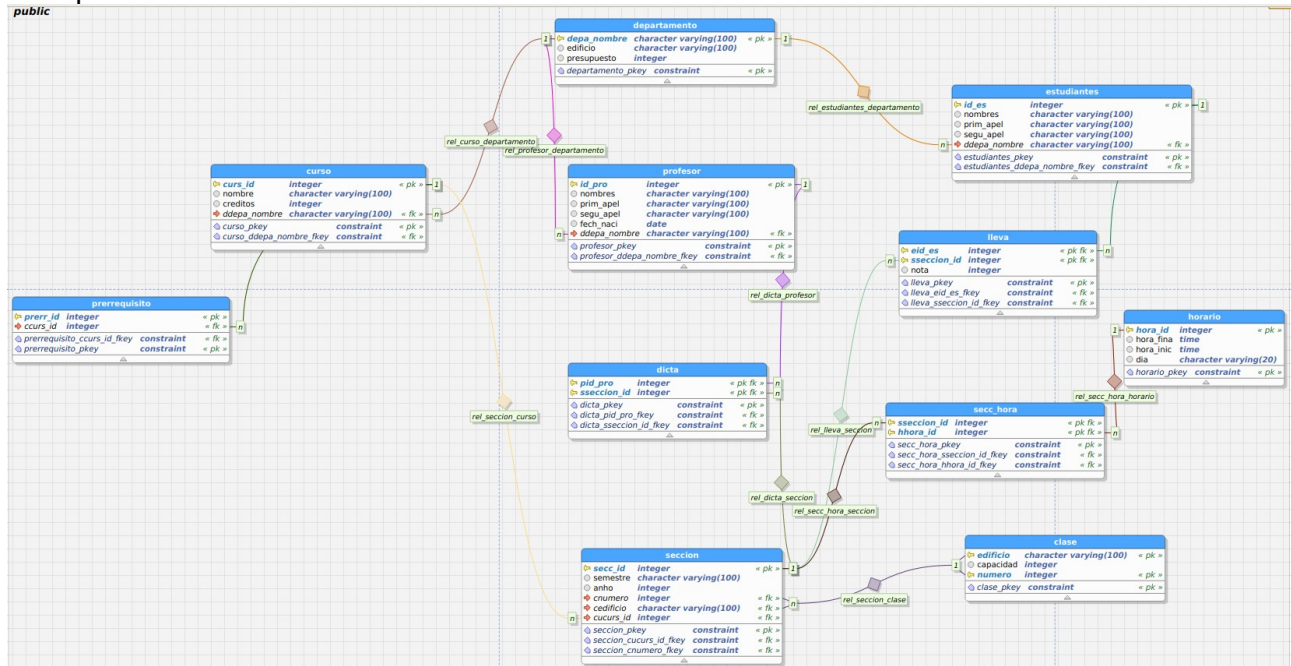 public
departamento
depa_nombre character varying(100) « pk »
edificio character varying(100)
presupuesto integer
departamento_pkey constraint « pk »
1
1
rel_estudiantes_departamento
estudiantes
id_es integer « pk »
nombres character varying(100)
prim_apel character varying(100)
segu_apel character varying(100)
ddepa_nombre character varying(100) « fk »
estudiantes_pkey constraint « pk »
estudiantes_ddepa_nombre_fkey constraint « fk »
1
n
rel_curso_departamento
rel_profesor_departamento
curso
curs_id integer « pk »
nombre character varying(100)
creditos integer
ddepa_nombre character varying(100) « fk »
curso_pkey constraint « pk »
curso_ddepa_nombre_fkey constraint « fk »
1
n
profesor
id_pro integer « pk »
nombres character varying(100)
prim_apel character varying(100)
segu_apel character varying(100)
fech_naci date
ddepa_nombre character varying(100) « fk »
profesor_pkey constraint « pk »
profesor_ddepa_nombre_fkey constraint « fk »
1
n
lleva
eid_es integer « pk fk »
sseccion_id integer « pk fk »
nota integer
lleva_pkey constraint « pk »
lleva_eid_es_fkey constraint « fk »
lleva_sseccion_id_fkey constraint « fk »
n
n
rel_dicta_profesor
prerrequisito
prerr_id integer « pk »
ccurs_id integer « fk »
prerrequisito_ccurs_id_fkey constraint « fk »
prerrequisito_pkey constraint « pk »
n
horario
hora_id integer « pk »
hora_fina time
hora_inic time
dia character varying(20)
horario_pkey constraint « pk »
1
rel_secc_hora_horario
dicta
pid_pro integer « pk fk »
sseccion_id integer « pk fk »
dicta_pkey constraint « pk »
dicta_pid_pro_fkey constraint « fk »
dicta_sseccion_id_fkey constraint « fk »
n
n
rel_seccion_curso
rel_lleva_seccion
secc_hora
sseccion_id integer « pk fk »
hhora_id integer « pk fk »
secc_hora_pkey constraint « pk »
secc_hora_sseccion_id_fkey constraint « fk »
secc_hora_hhora_id_fkey constraint « fk »
n
n
rel_dicta_seccion
rel_secc_hora_seccion
seccion
secc_id integer « pk »
semestre character varying(100)
anho integer
cnumero integer « fk »
cedificio character varying(100) « fk »
cucurs_id integer « fk »
seccion_pkey constraint « pk »
seccion_cucurs_id_fkey constraint « fk »
seccion_cnumero_fkey constraint « fk »
1
n
n
rel_seccion_clase
clase
edificio character varying(100) « pk »
capacidad integer
numero integer « pk »
clase_pkey constraint « pk »
1